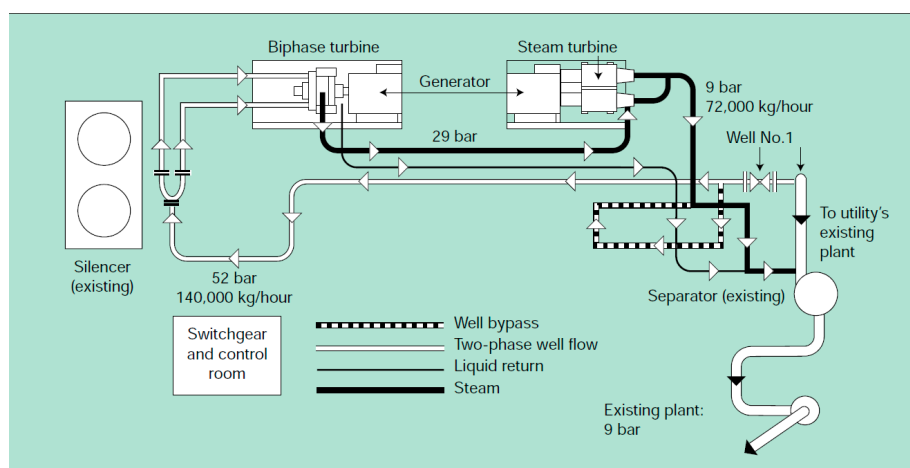 Biphase turbine
Steam turbine
Generator
9 bar
72,000 kg/hour
29 bar
Well No.1
To utility's
existing
plant
Silencer
(existing)
52 bar
140,000 kg/hour
Separator (existing)
Switchgear
and control
room
Well bypass
Two-phase well flow
Liquid return
Steam
Existing plant:
9 bar